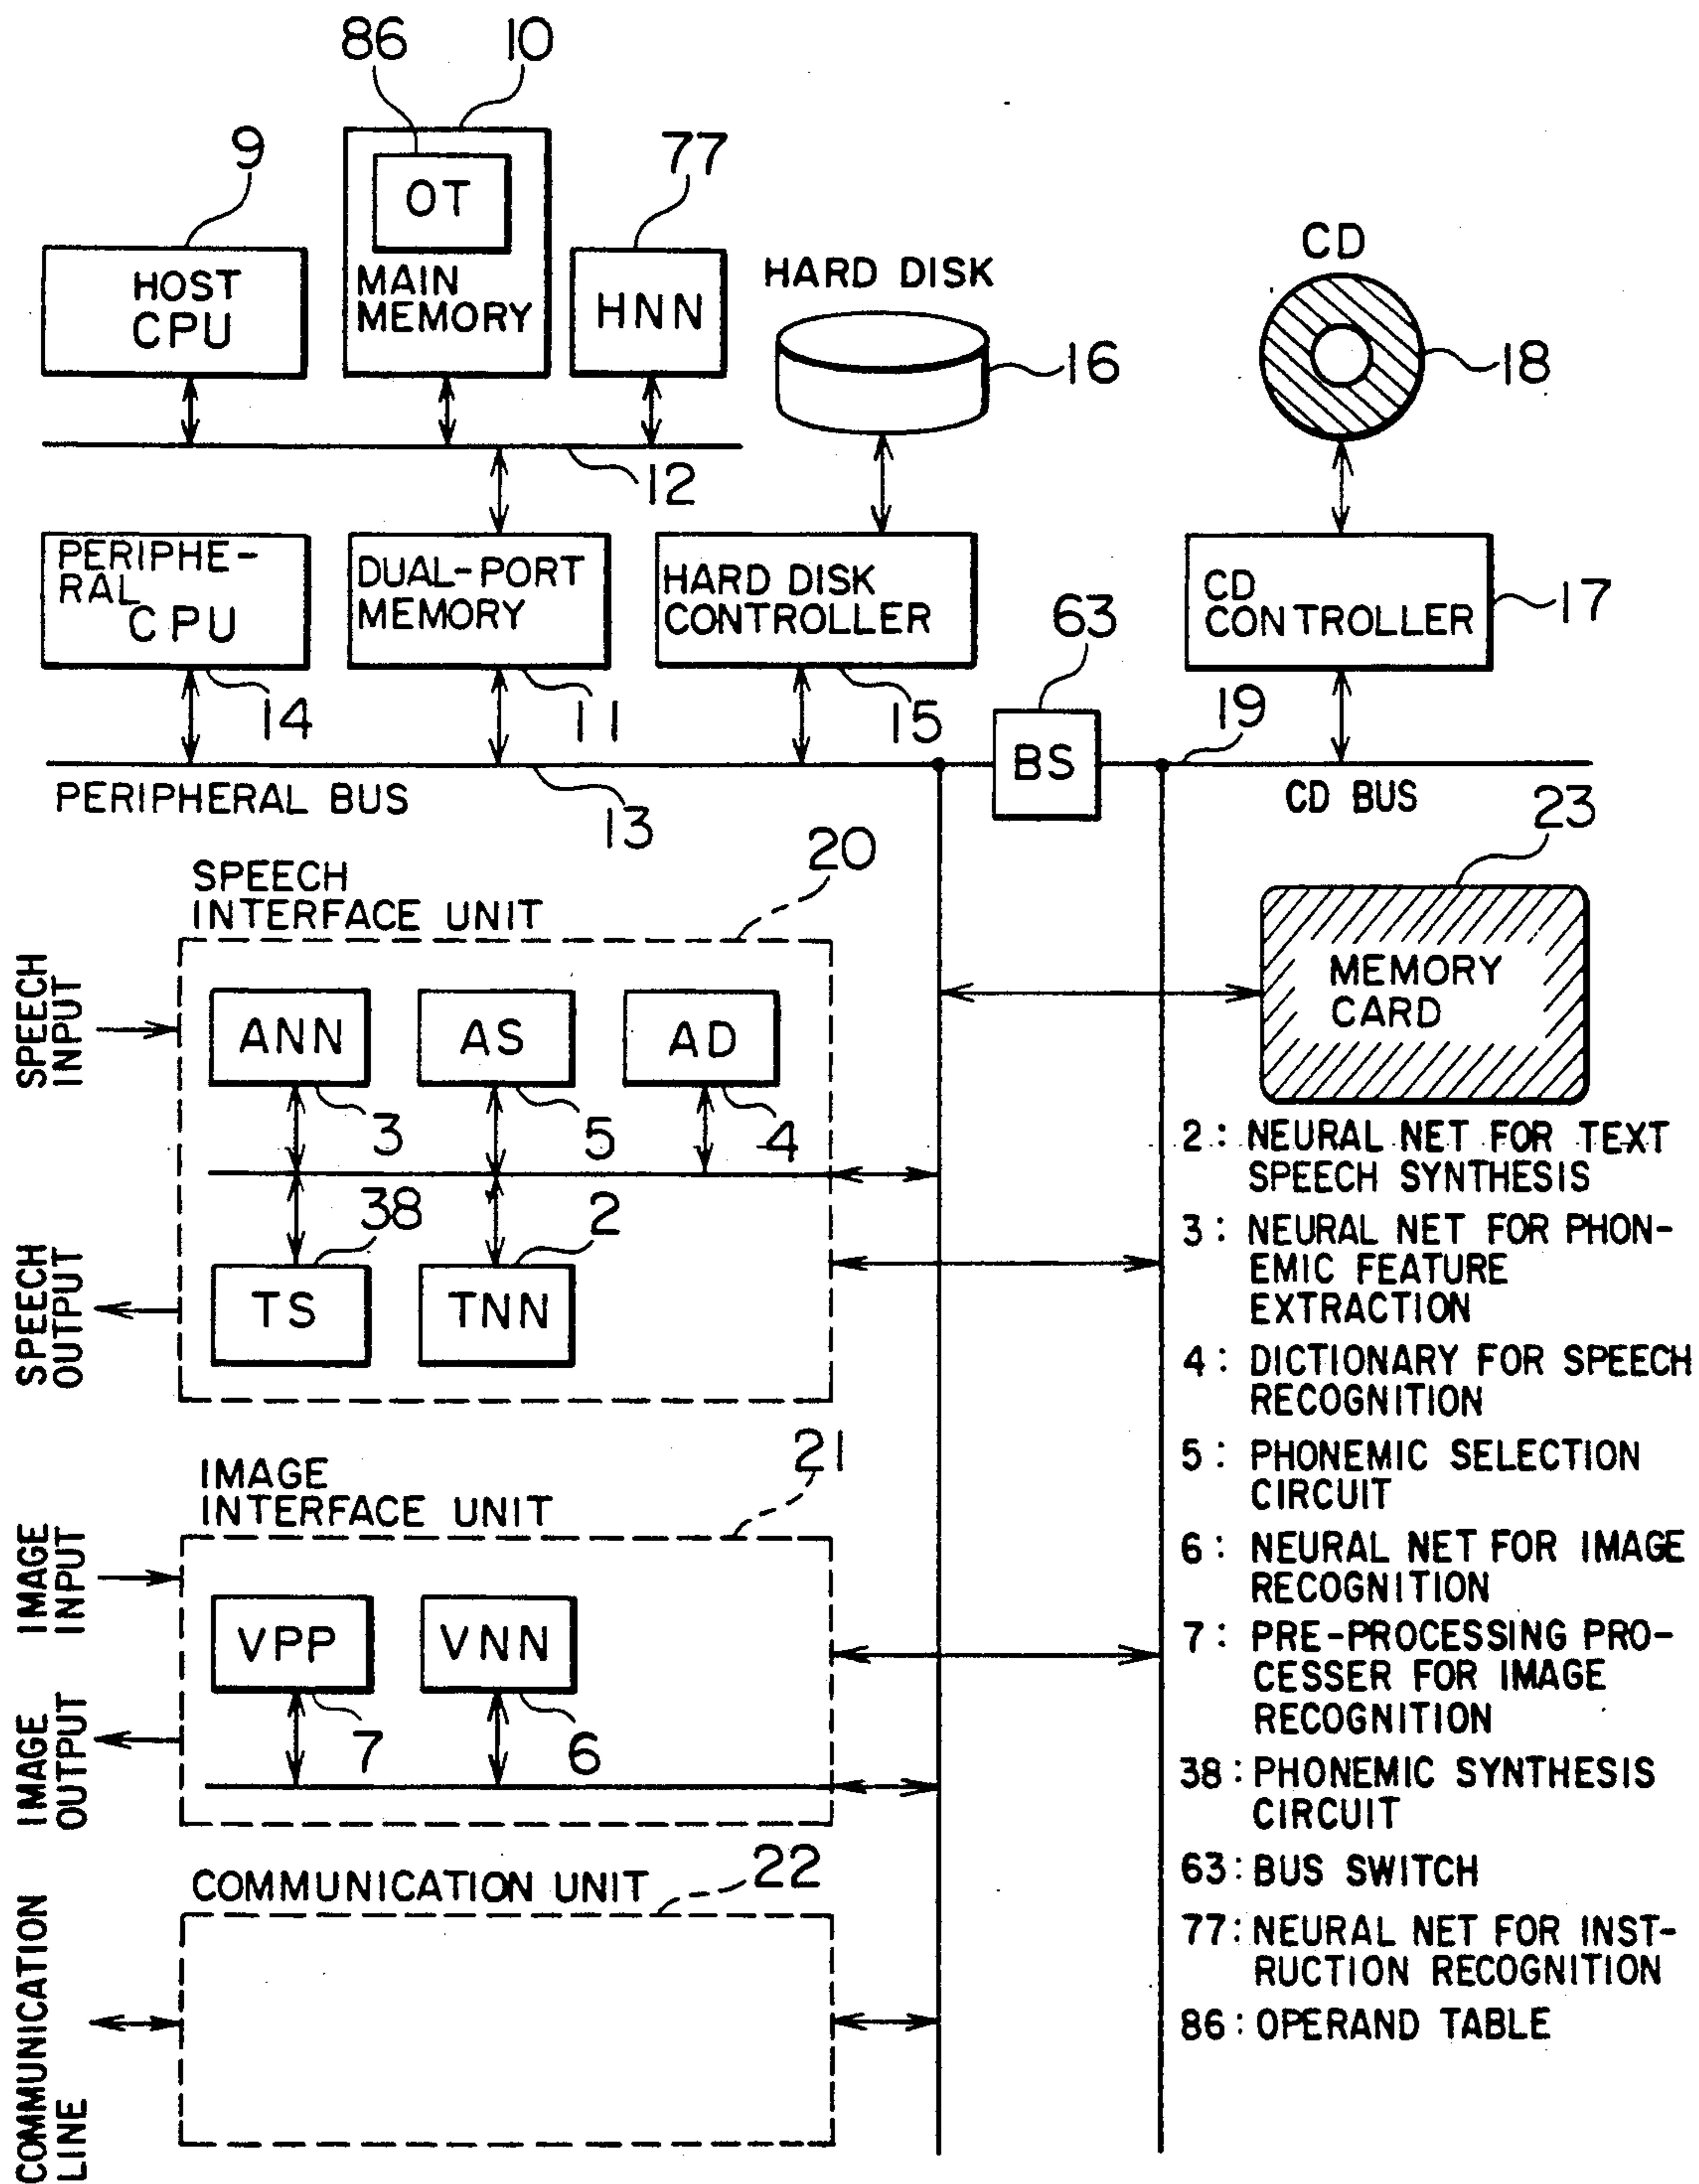 86
10
9
77
OT
HOST
CPU
MAIN
MEMORY
HNN
HARD DISK
CD
16
18
12
PERIPHE-
RAL
CPU
DUAL-PORT
MEMORY
HARD DISK
CONTROLLER
CD
CONTROLLER
17
63
14
11
15
19
BS
PERIPHERAL BUS
13
CD BUS
23
20
SPEECH
INTERFACE UNIT
SPEECH
INPUT
ANN
AS
AD
MEMORY
CARD
3
5
4
38
2
SPEECH
OUTPUT
TS
TNN
21
IMAGE
INTERFACE UNIT
IMAGE
INPUT
VPP
VNN
7
6
IMAGE
OUTPUT
COMMUNICATION UNIT
22
COMMUNICATION
LINE
2: NEURAL NET FOR TEXT
SPEECH SYNTHESIS
3: NEURAL NET FOR PHON-
EMIC FEATURE
EXTRACTION
4: DICTIONARY FOR SPEECH
RECOGNITION
5: PHONEMIC SELECTION
CIRCUIT
6: NEURAL NET FOR IMAGE
RECOGNITION
7: PRE-PROCESSING PRO-
CESSER FOR IMAGE
RECOGNITION
38: PHONEMIC SYNTHESIS
CIRCUIT
63: BUS SWITCH
77: NEURAL NET FOR INST-
RUCTION RECOGNITION
86: OPERAND TABLE